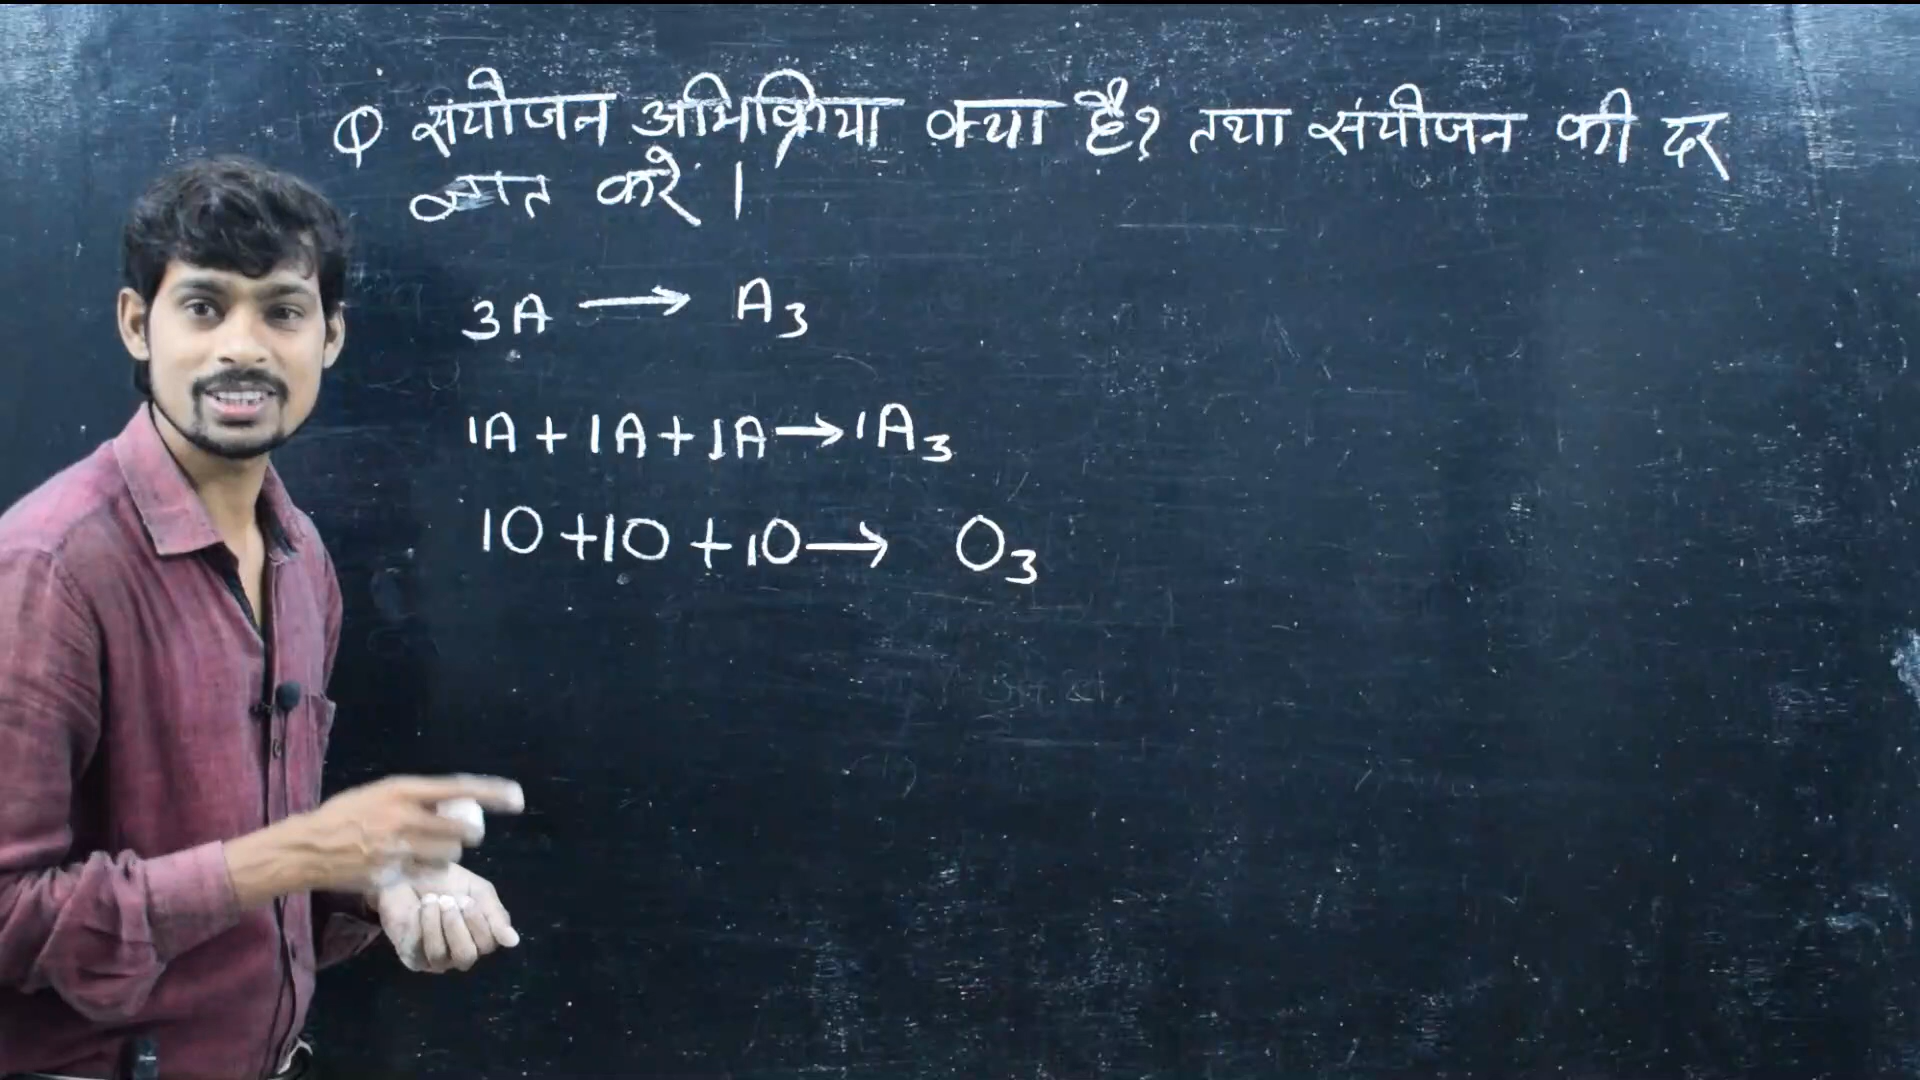 Q संयोजन अभिक्रिया क्या है? तथा संयोजन की दर
ज्ञात करें ।
3A → A₃
1A + 1A + 1A → 1A₃
1O + 1O + 1O → O₃